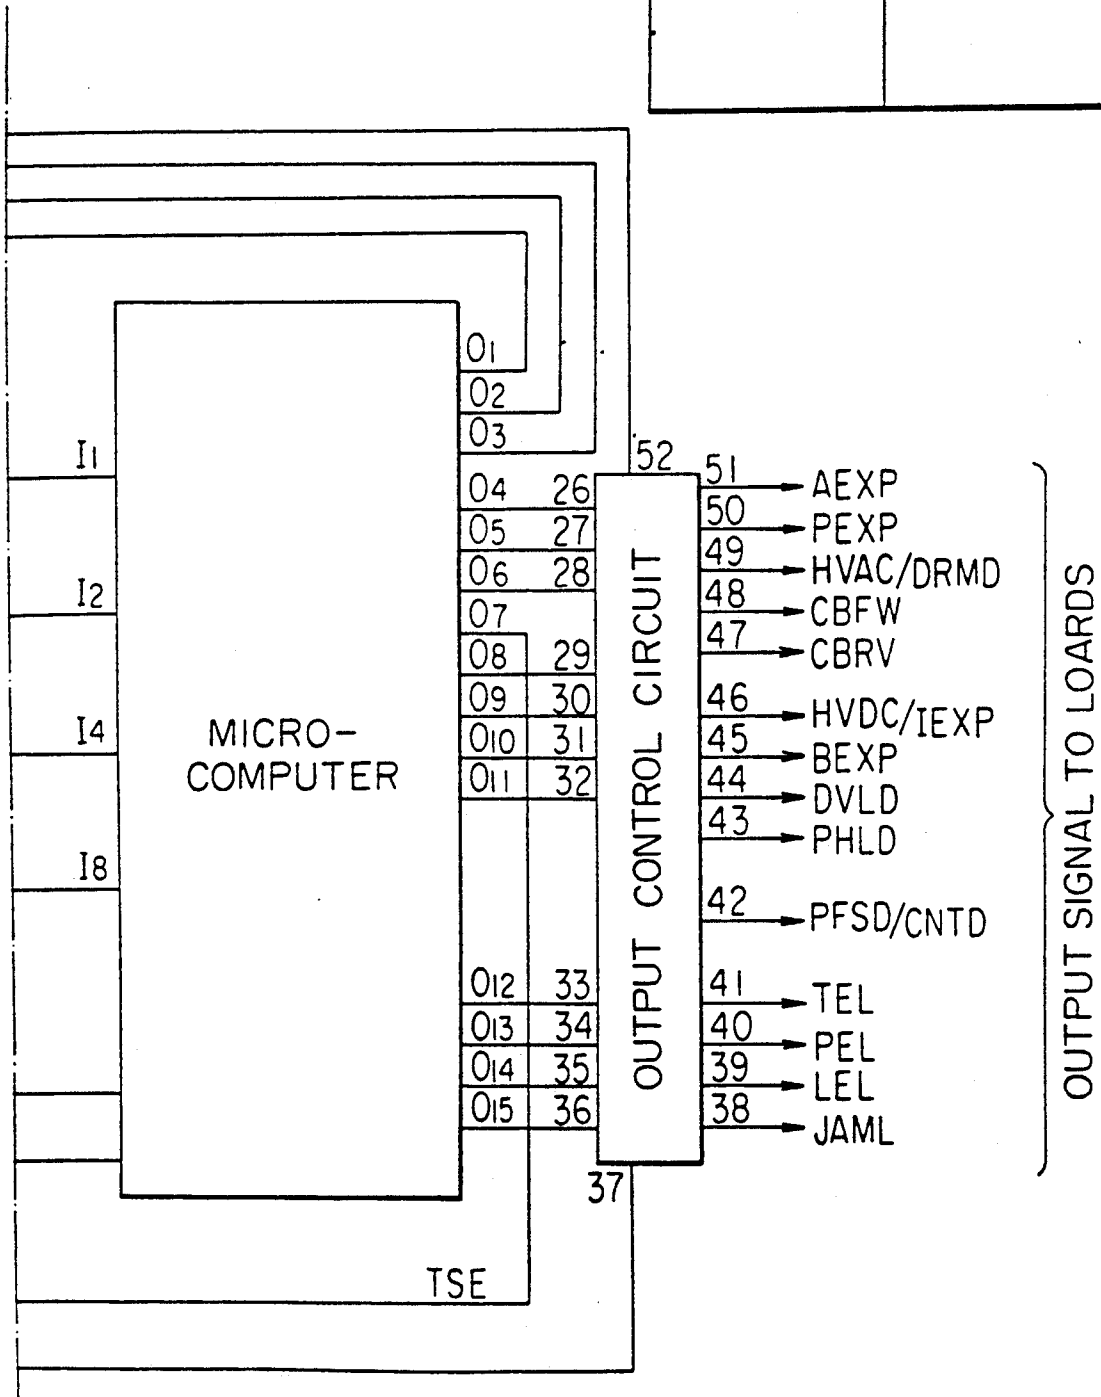 O1
O2
O3
I1
52
51 AEXP
O4 26
50 PEXP
O5 27
49 HVAC/DRMD
O6 28
48 CBFW
I2
O7
47 CBRV
O8 29
O9 30
46 HVDC/IEXP
I4
MICRO-
COMPUTER
O10 31
45 BEXP
O11 32
44 DVLD
43 PHLD
I8
42 PFSD/CNTD
OUTPUT CONTROL CIRCUIT
OUTPUT SIGNAL TO LOARDS
O12 33
41 TEL
O13 34
40 PEL
O14 35
39 LEL
O15 36
38 JAML
37
TSE